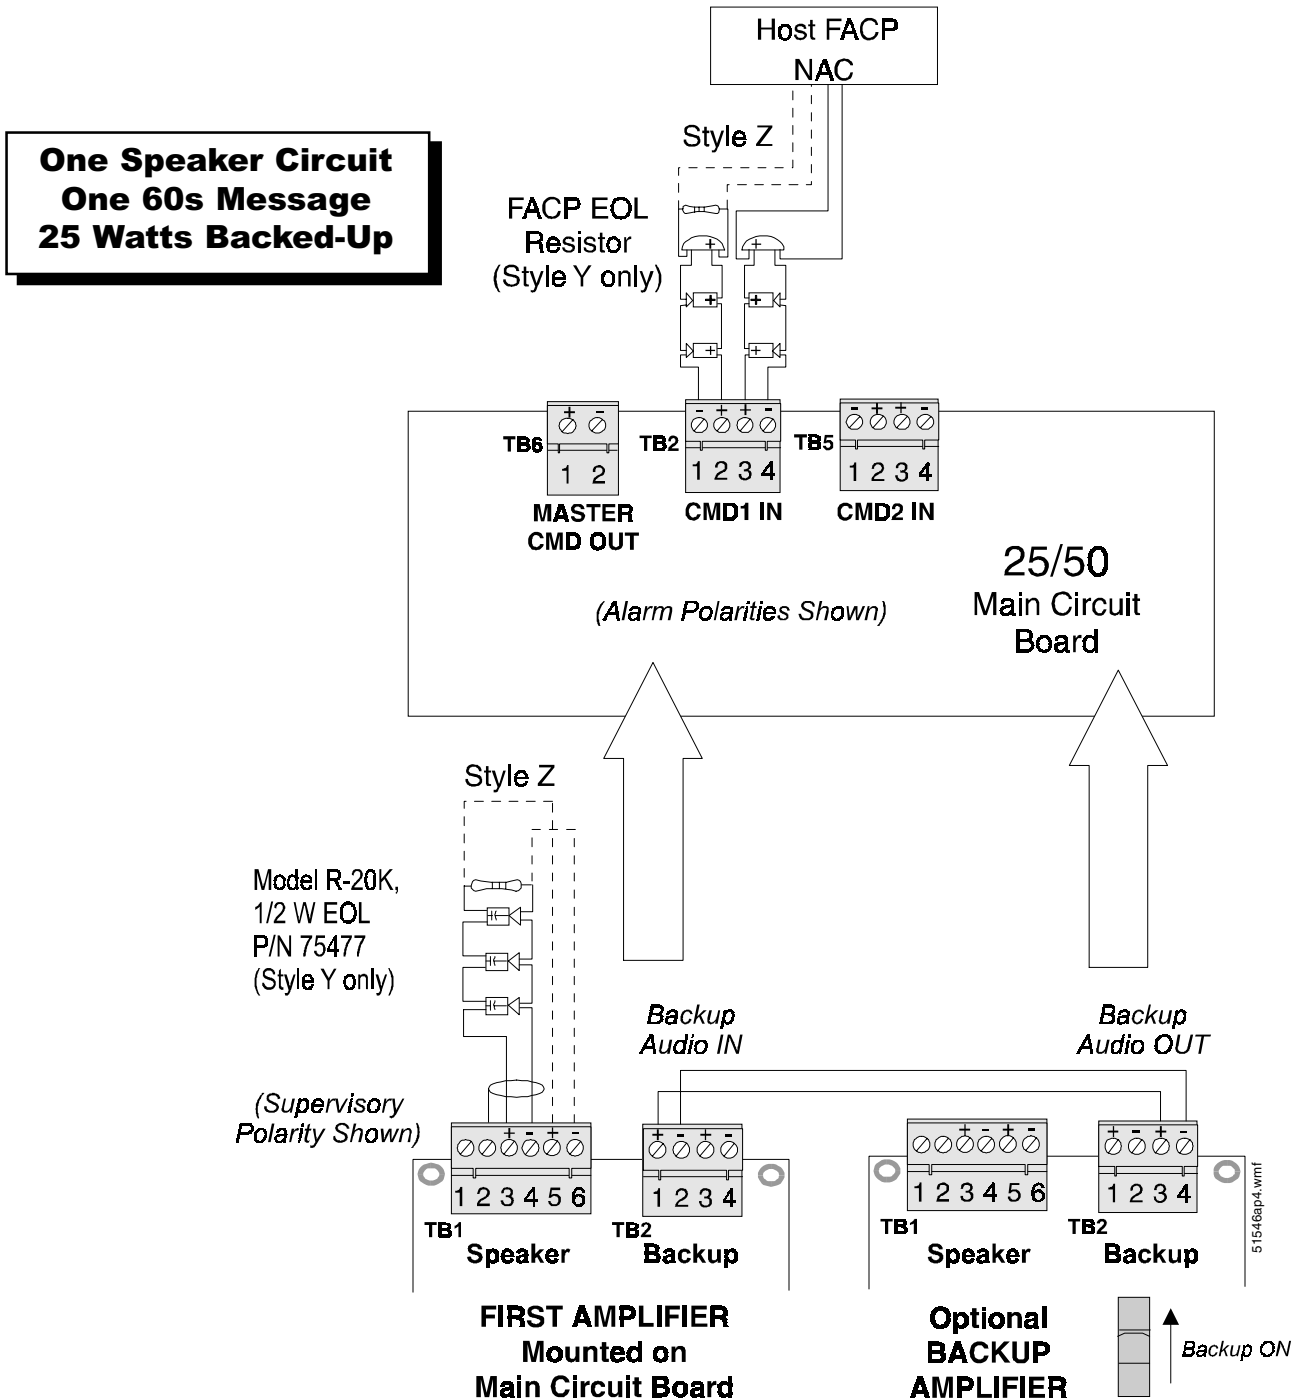 Host FACP
NAC
One Speaker Circuit
One 60s Message
25 Watts Backed-Up
Style Z
FACP EOL
Resistor
(Style Y only)
+ +
+ +
+ +
+ -
- + + -
- + + -
TB6
TB2
TB5
1 2
1 2 3 4
1 2 3 4
MASTER
CMD OUT
CMD1 IN
CMD2 IN
25/50
Main Circuit
Board
(Alarm Polarities Shown)
Style Z
Model R-20K,
1/2 W EOL
P/N 75477
(Style Y only)
Backup
Audio IN
Backup
Audio OUT
(Supervisory
Polarity Shown)
+ - + -
+ - + -
+ - + -
+ - + -
1 2 3 4 5 6
1 2 3 4
1 2 3 4 5 6
1 2 3 4
TB1
TB2
TB1
TB2
Speaker
Backup
Speaker
Backup
51546ap4.wmf
FIRST AMPLIFIER
Mounted on
Main Circuit Board
Optional
BACKUP
AMPLIFIER
Backup ON